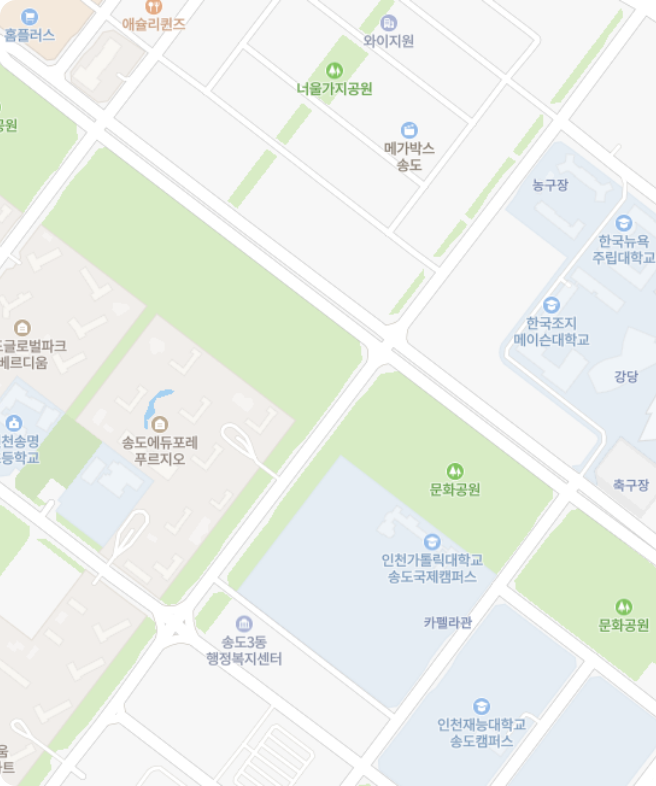 홈플러스
애슐리퀸즈
와이지원
너울가지공원
공원
메가박스
송도
농구장
한국뉴욕
주립대학교
한국조지
메이슨대학교
글로벌파크
베르디움
강당
천송명
등학교
송도에듀포레
푸르지오
문화공원
축구장
인천가톨릭대학교
송도국제캠퍼스
문화공원
카펠라관
송도3동
행정복지센터
인천재능대학교
송도캠퍼스
움
트